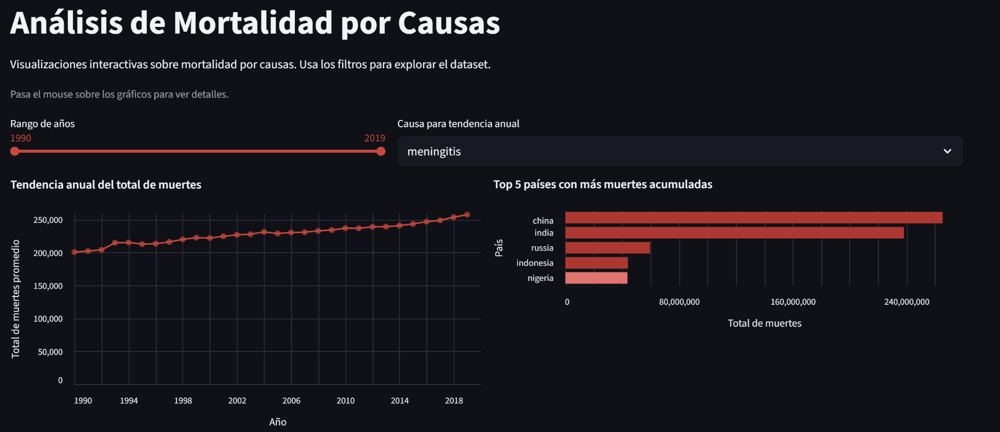 Análisis de Mortalidad por Causas
Visualizaciones interactivas sobre mortalidad por causas. Usa los filtros para explorar el dataset.
Pasa el mouse sobre los gráficos para ver detalles.
Rango de años
1990 2019
Causa para tendencia anual
meningitis
Tendencia anual del total de muertes
Total de muertes promedio
250,000
200,000
150,000
100,000
50,000
0
1990 1994 1998 2002 2006 2010 2014 2018
Año
Top 5 países con más muertes acumuladas
País
china
india
russia
indonesia
nigeria
0 80,000,000 160,000,000 240,000,000
Total de muertes